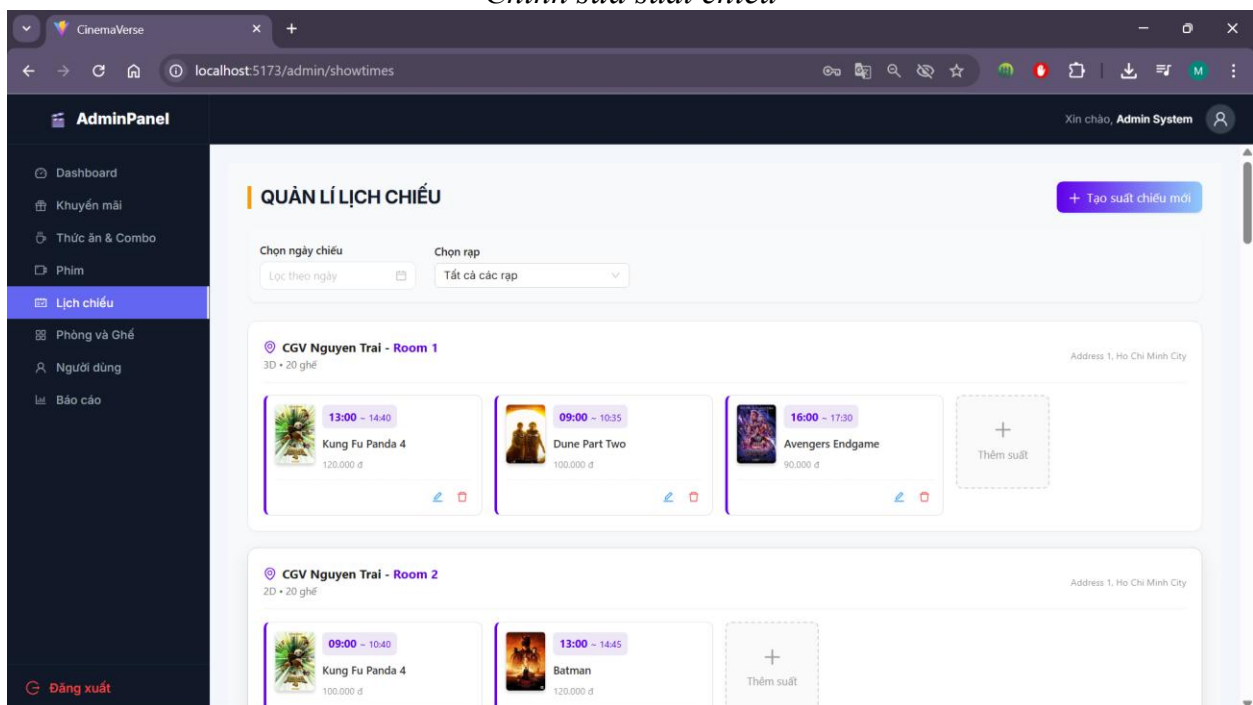 Chỉnh sửa suất chiếu
CinemaVerse
localhost:5173/admin/showtimes
M
AdminPanel
Xin chào, Admin System
Dashboard
Khuyến mãi
Thức ăn & Combo
Phim
Lịch chiếu
Phòng và Ghế
Người dùng
Báo cáo
Đăng xuất
QUẢN LÍ LỊCH CHIẾU
+ Tạo suất chiếu mới
Chọn ngày chiếu
Chọn rạp
Lọc theo ngày
Tất cả các rạp
CGV Nguyen Trai - Room 1
3D • 20 ghế
Address 1, Ho Chi Minh City
13:00 ~ 14:40
Kung Fu Panda 4
120.000 đ
09:00 ~ 10:35
Dune Part Two
100.000 đ
16:00 ~ 17:30
Avengers Endgame
90.000 đ
Thêm suất
CGV Nguyen Trai - Room 2
2D • 20 ghế
Address 1, Ho Chi Minh City
09:00 ~ 10:40
Kung Fu Panda 4
100.000 đ
13:00 ~ 14:45
Batman
120.000 đ
Thêm suất